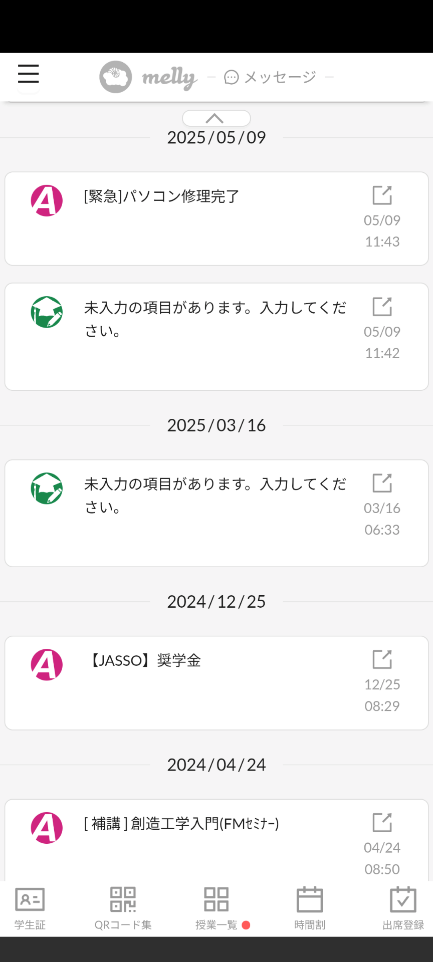 melly
メッセージ
2025/05/09
[緊急]パソコン修理完了
05/09
11:43
未入力の項目があります。入力してくだ
さい。
05/09
11:42
2025/03/16
未入力の項目があります。入力してくだ
さい。
03/16
06:33
2024/12/25
【JASSO】奨学金
12/25
08:29
2024/04/24
[ 補講 ] 創造工学入門(FMｾﾐﾅｰ)
04/24
08:50
学生証
QRコード集
授業一覧
時間割
出席登録